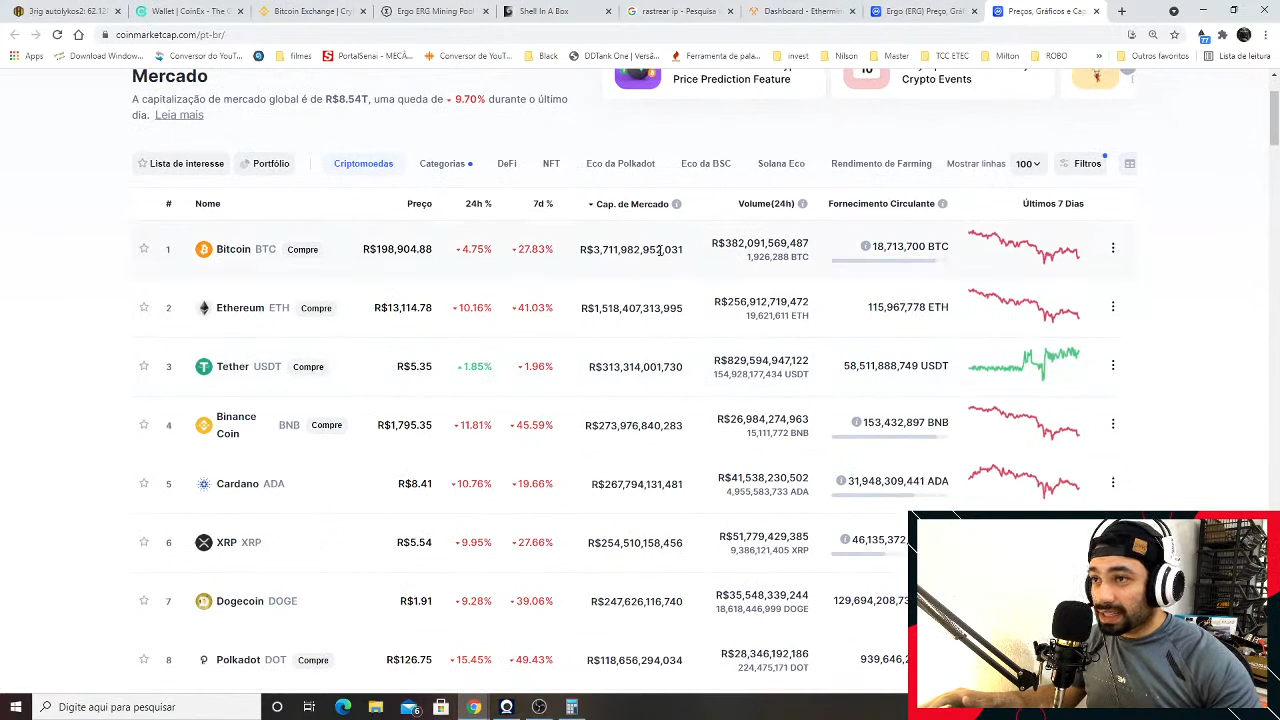 3rig autolykos2: 62.12
Wallet | CoinEx - The C
Bitcoin Exchange | Cry
Ergo ERG Mining Pool
Shell In A Box
rastrear ip - Pesquisa G
Dashboard - Ethermin
Ergo (ERG) Preço, Gráf
Preços, Gráficos e Cap
coinmarketcap.com/pt-br/
77
Apps
Conversor do YouT...
filmes
PortalSenai - MECÂ...
Conversor do YouT...
DDTank One | Versã...
Ferramenta de pala...
invest
Nilson
Master
TCC ETEC
Milton
ROBO
»
Outros favoritos
Lista de leitura
Mercado
A capitalização de mercado global é de R$8.54T, uma queda de 9.70% durante o último
dia. Leia mais
Price Prediction Feature
10
Crypto Events
Lista de interesse
Portfólio
Criptomoedas
Categorias
DeFi
NFT
Eco da Polkadot
Eco da BSC
Solana Eco
Rendimento de Farming
Mostrar linhas
100
Filtros
# Nome Preço 24h % 7d % Cap. de Mercado Volume(24h) Fornecimento Circulante Últimos 7 Dias
1 Bitcoin BTC Compre R$198,904.88 4.75% 27.83% R$3,711,982,952,031 R$382,091,569,487 18,713,700 BTC
1,926,288 BTC
2 Ethereum ETH Compre R$13,114.78 10.16% 41.03% R$1,518,407,313,995 R$256,912,719,472 115,967,778 ETH
19,621,611 ETH
3 Tether USDT Compre R$5.35 1.85% 1.96% R$313,314,001,730 R$829,594,947,122 58,511,888,749 USDT
154,928,177,434 USDT
4 Binance Coin BNB Compre R$1,795.35 11.81% 45.59% R$273,976,840,283 R$26,984,274,963 153,432,897 BNB
15,111,772 BNB
5 Cardano ADA R$8.41 10.76% 19.66% R$267,794,131,481 R$41,538,230,502 31,948,309,441 ADA
4,955,583,733 ADA
6 XRP XRP R$5.54 9.95% R$254,510,158,456 R$51,779,429,385 46,135,372,
9,386,121,405 XRP
7 Dogecoin DOGE R$1.91 9.28% 39.06% R$247,626,116,740 R$35,548,339,244 129,694,208,73
18,618,446,999 DOGE
8 Polkadot DOT Compre R$126.75 15.45% 49.43% R$118,656,294,034 R$28,346,192,186 939,646,2
224,475,171 DOT
Digite aqui para pesquisar
6